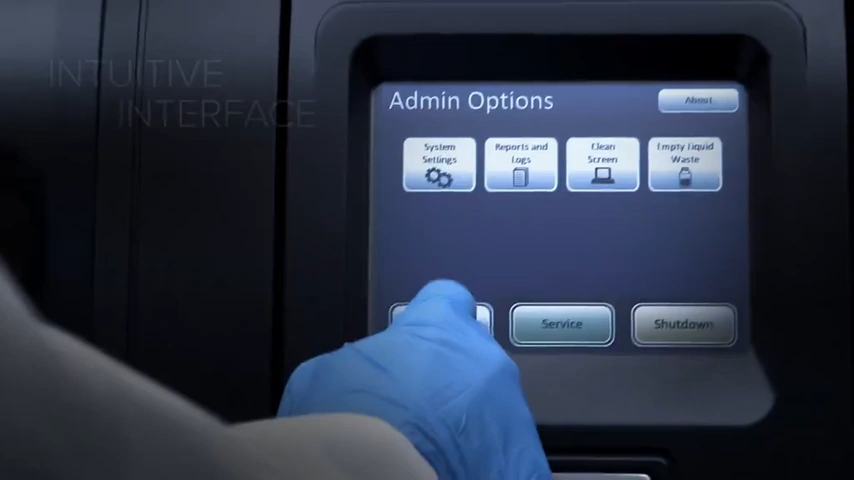 INTUITIVE
INTERFACE
Admin Options
About
System
Settings
Reports and
Logs
Clean
Screen
Empty Liquid
Waste
Service
Shutdown